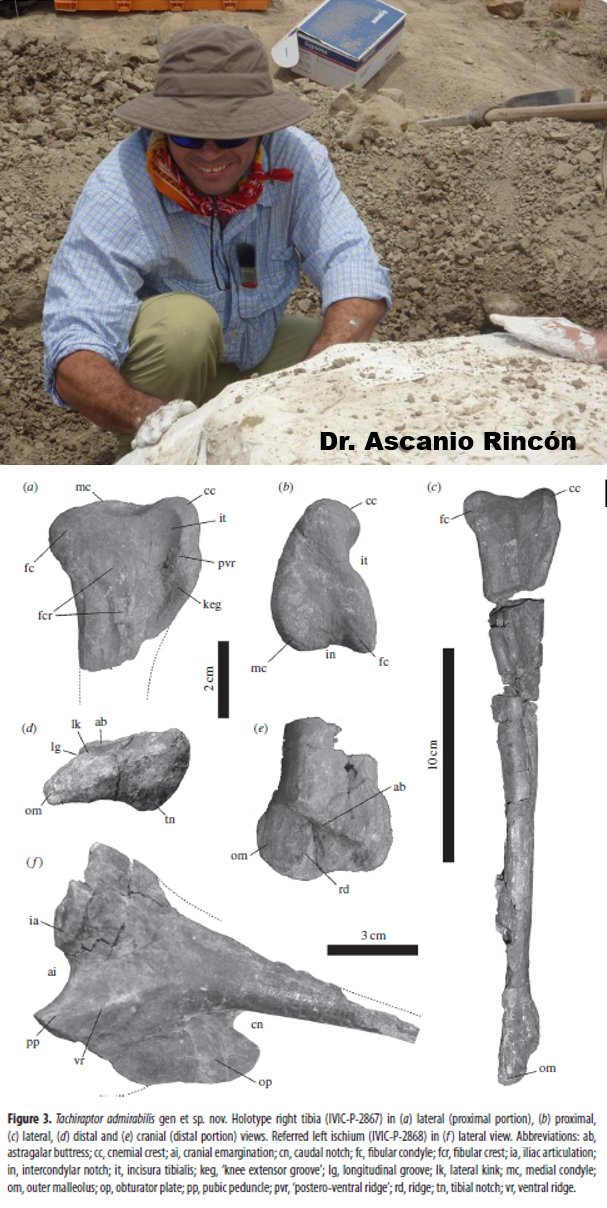 Gypsona
Dr. Ascanio Rincón
(a)
mc
cc
it
fc
pvr
fcr
keg
2 cm
(b)
cc
it
mc
in
fc
(c)
cc
fc
10 cm
om
(d)
lk
ab
lg
om
tn
(e)
ab
om
rd
(f)
ia
ai
pp
vr
cn
op
3 cm
Figure 3. Tachiraptor admirabilis gen et sp. nov. Holotype right tibia (IVIC-P-2867) in (a) lateral (proximal portion), (b) proximal,
(c) lateral, (d) distal and (e) cranial (distal portion) views. Referred left ischium (IVIC-P-2868) in (f) lateral view. Abbreviations: ab,
astragalar buttress; cc, cnemial crest; ai, cranial emargination; cn, caudal notch; fc, fibular condyle; fcr, fibular crest; ia, iliac articulation;
in, intercondylar notch; it, incisura tibialis; keg, 'knee extensor groove'; lg, longitudinal groove; lk, lateral kink; mc, medial condyle;
om, outer malleolus; op, obturator plate; pp, pubic peduncle; pvr, 'postero-ventral ridge'; rd, ridge; tn, tibial notch; vr, ventral ridge.